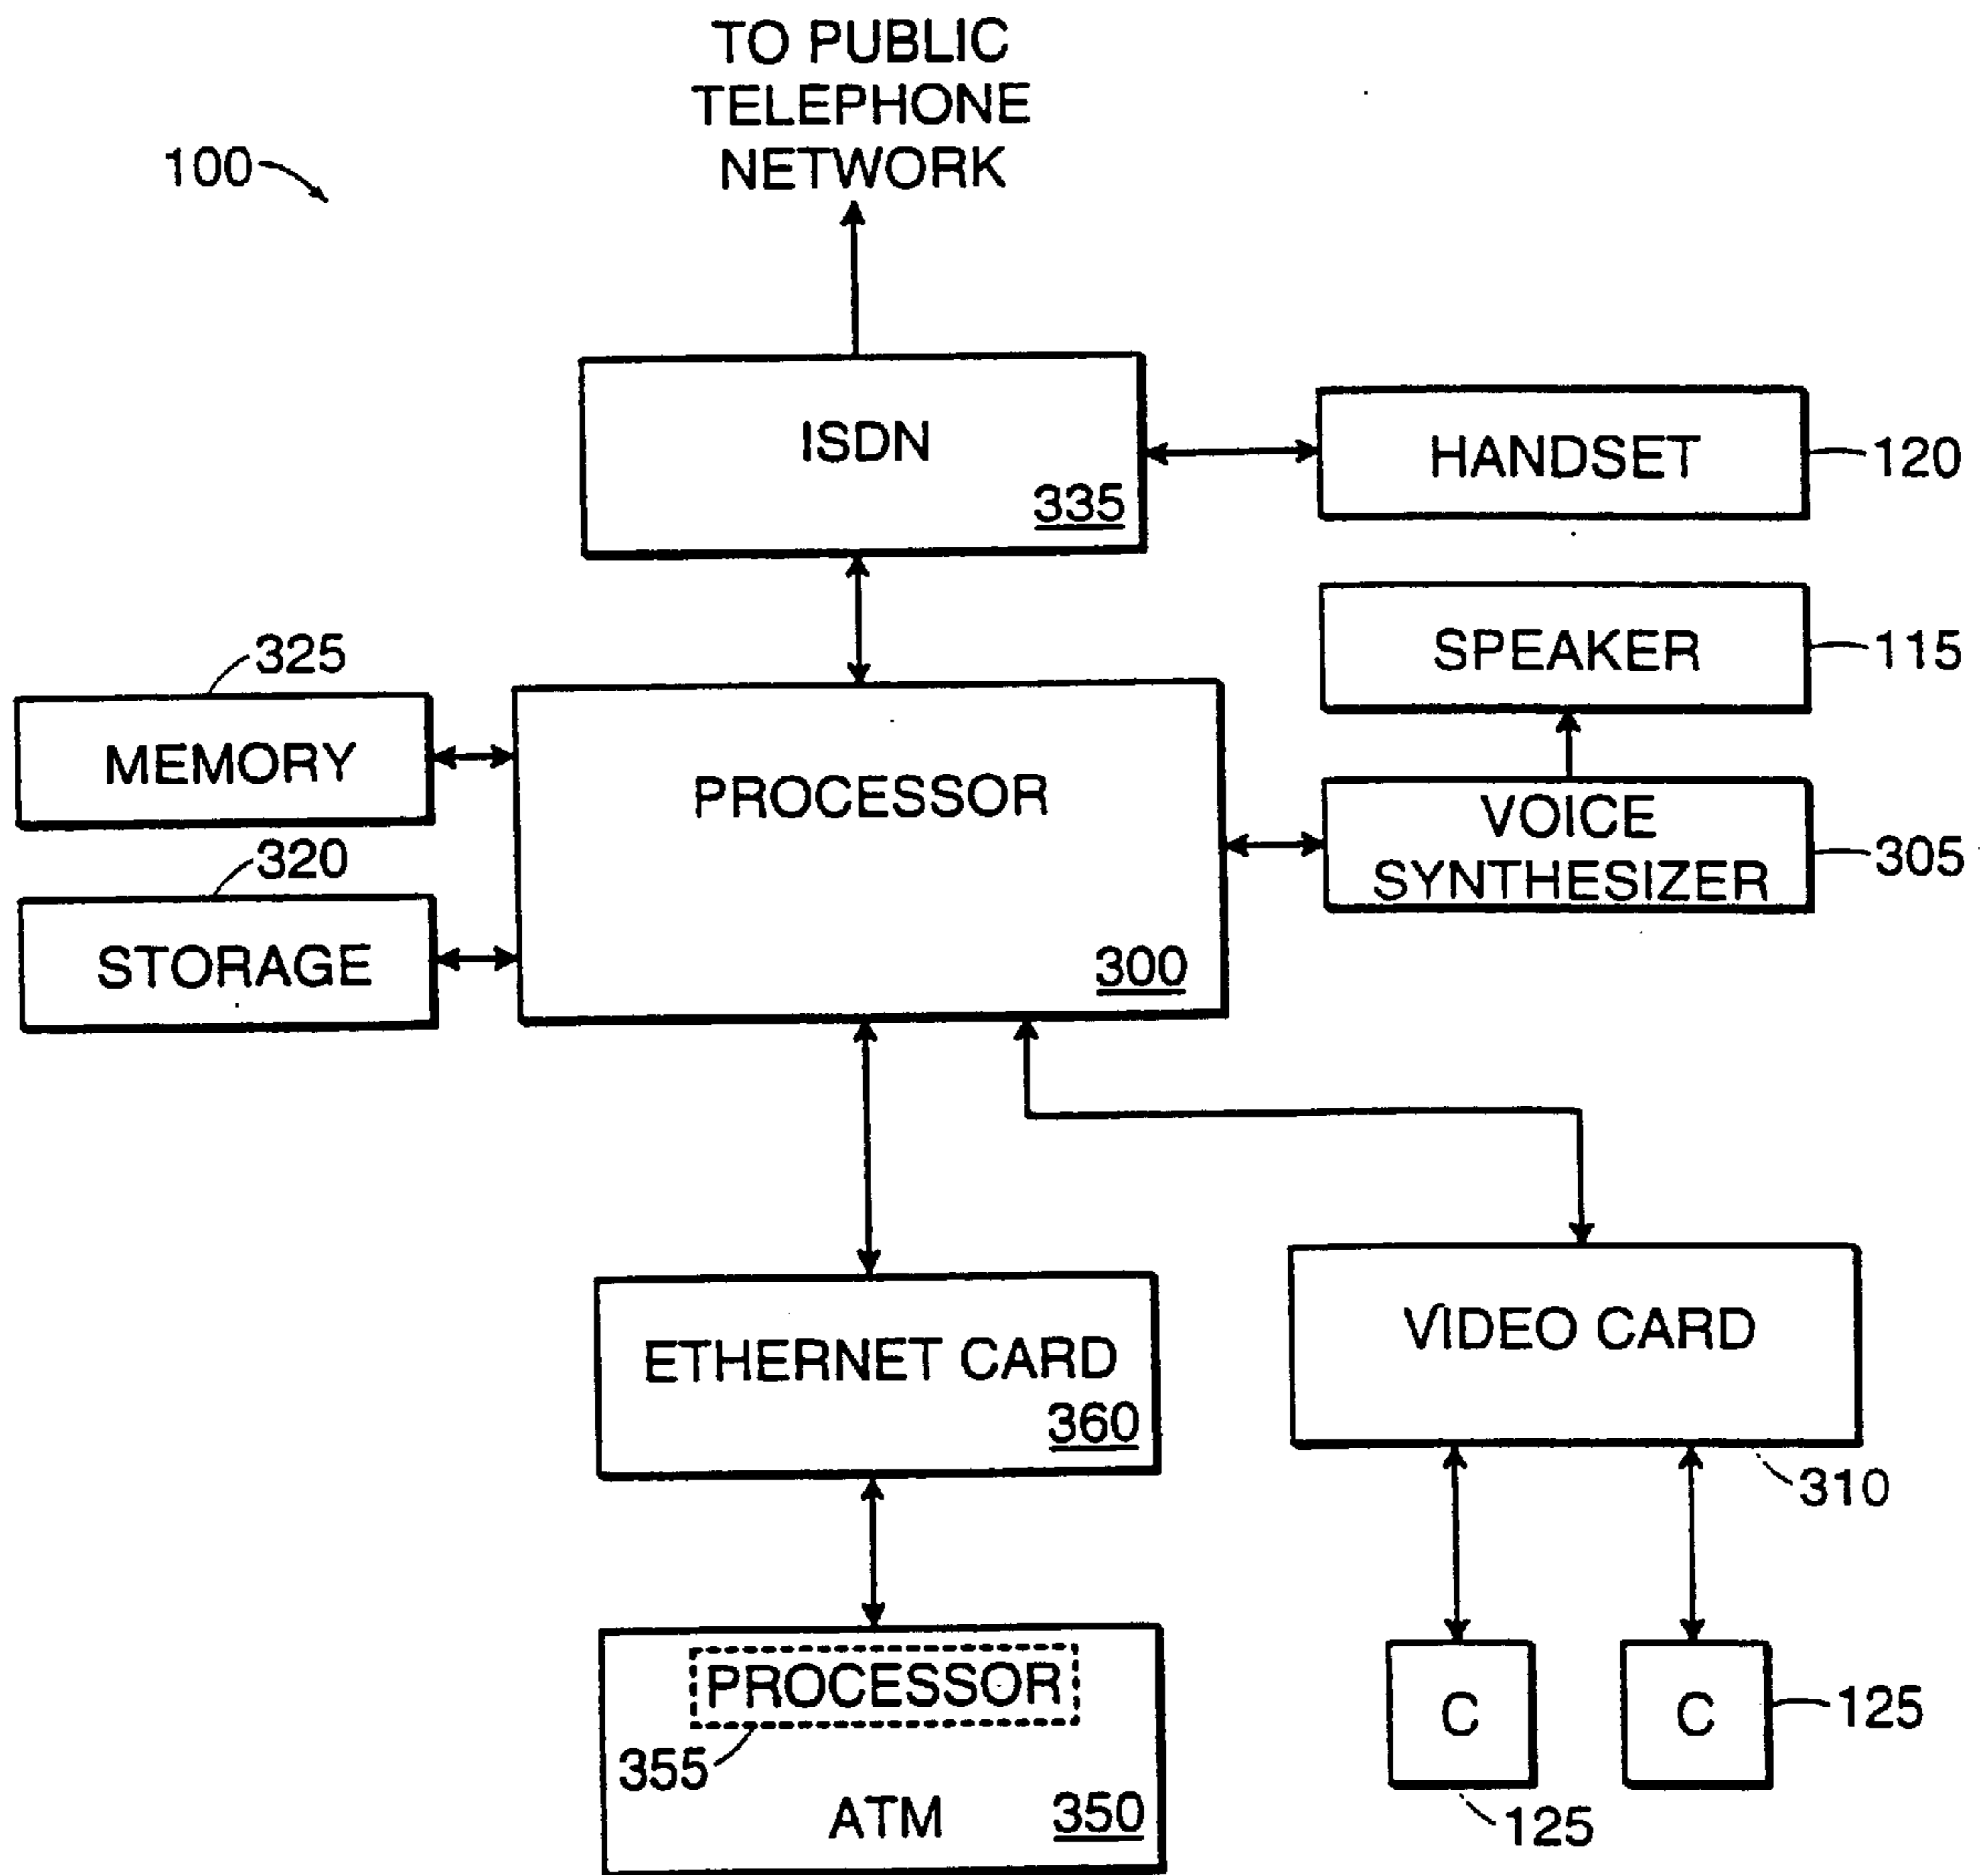 TO PUBLIC
TELEPHONE
NETWORK
100
ISDN
335
HANDSET
120
SPEAKER
115
325
MEMORY
PROCESSOR
300
VOICE
SYNTHESIZER
305
320
STORAGE
ETHERNET CARD
360
VIDEO CARD
310
PROCESSOR
355
ATM
350
C
125
C
125